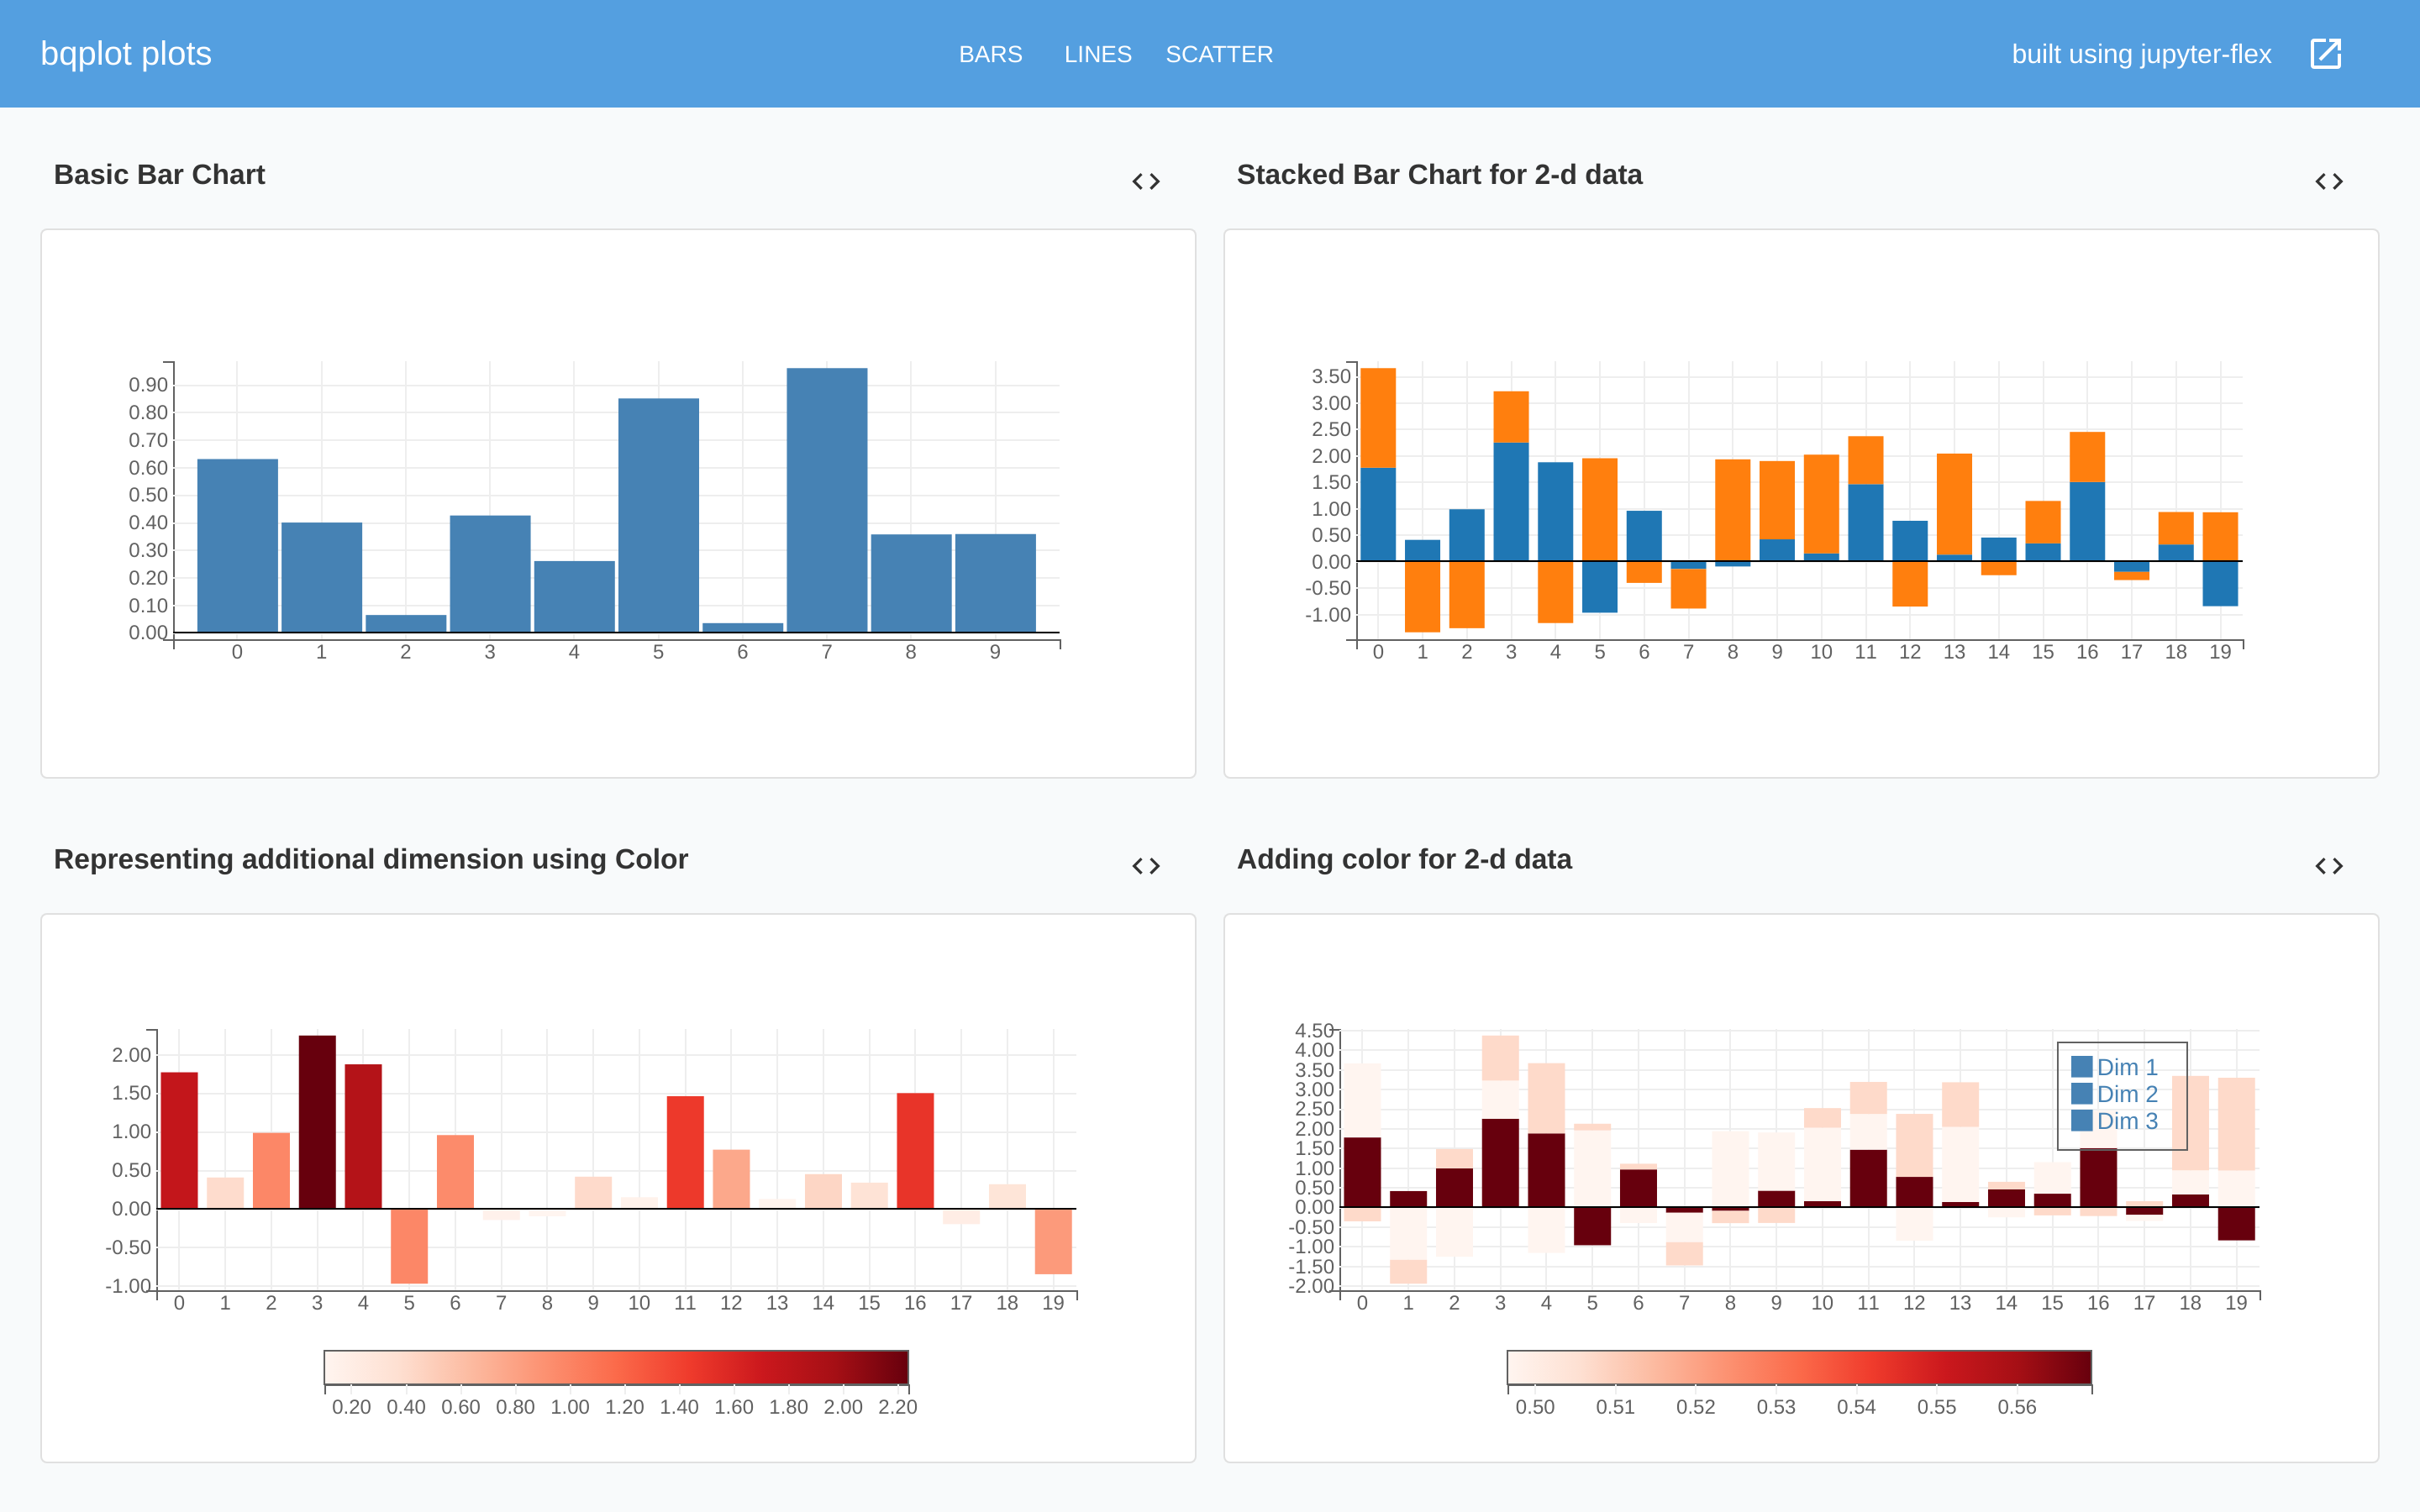 bqplot plots
BARS LINES SCATTER
built using jupyter-flex
Basic Bar Chart
0.90
0.80
0.70
0.60
0.50
0.40
0.30
0.20
0.10
0.00
0 1 2 3 4 5 6 7 8 9
Stacked Bar Chart for 2-d data
3.50
3.00
2.50
2.00
1.50
1.00
0.50
0.00
-0.50
-1.00
0 1 2 3 4 5 6 7 8 9 10 11 12 13 14 15 16 17 18 19
Representing additional dimension using Color
2.00
1.50
1.00
0.50
0.00
-0.50
-1.00
0 1 2 3 4 5 6 7 8 9 10 11 12 13 14 15 16 17 18 19
0.20 0.40 0.60 0.80 1.00 1.20 1.40 1.60 1.80 2.00 2.20
Adding color for 2-d data
4.50
4.00
3.50
3.00
2.50
2.00
1.50
1.00
0.50
0.00
-0.50
-1.00
-1.50
-2.00
Dim 1
Dim 2
Dim 3
0 1 2 3 4 5 6 7 8 9 10 11 12 13 14 15 16 17 18 19
0.50 0.51 0.52 0.53 0.54 0.55 0.56